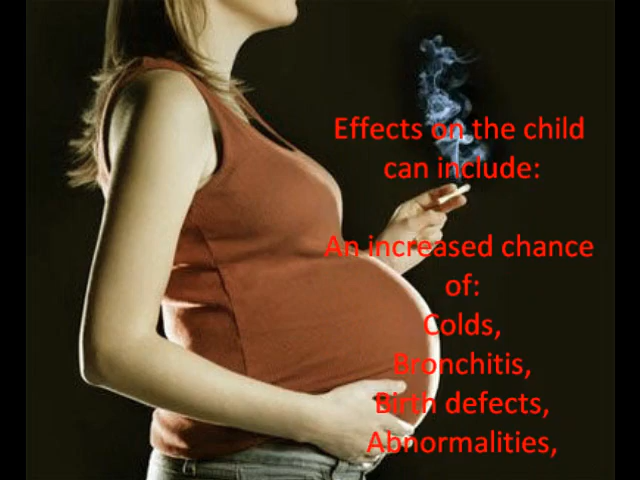 Effects on the child
can include:
An increased chance
of:
Colds,
Bronchitis,
Birth defects,
Abnormalities,